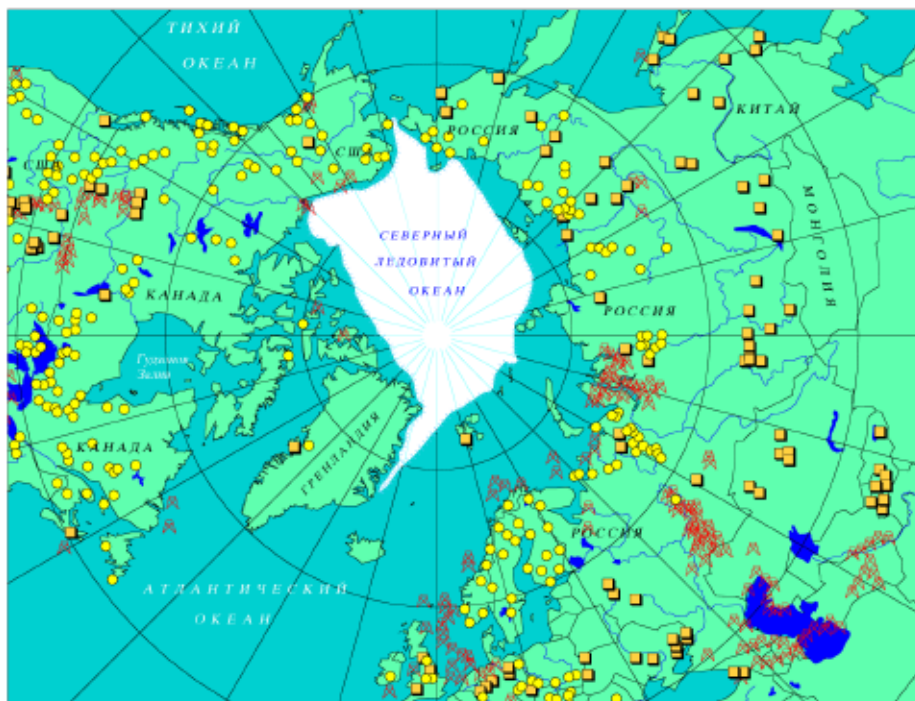 ТИХИЙ
ОКЕАН
США
РОССИЯ
КИТАЙ
США
МОНГОЛИЯ
СЕВЕРНЫЙ
ЛЕДОВИТЫЙ
ОКЕАН
КАНАДА
РОССИЯ
Гудзонов
Залив
КАНАДА
ГРЕНЛАНДИЯ
РОССИЯ
АТЛАНТИЧЕСКИЙ
ОКЕАН